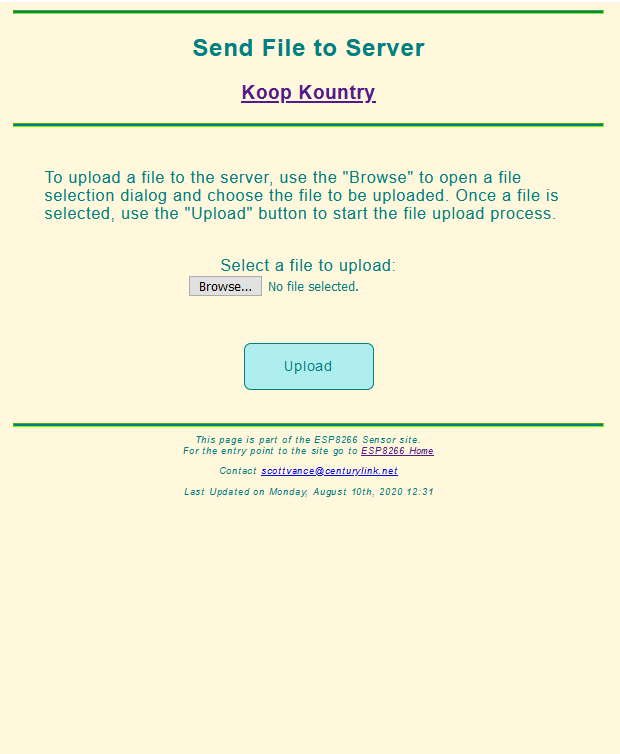 Send File to Server
Koop Kountry
To upload a file to the server, use the "Browse" to open a file
selection dialog and choose the file to be uploaded. Once a file is
selected, use the "Upload" button to start the file upload process.
Select a file to upload:
Browse... No file selected.
Upload
This page is part of the ESP8266 Sensor site.
For the entry point to the site go to ESP8266 Home
Contact scottvance@centurylink.net
Last Updated on Monday, August 10th, 2020 12:31